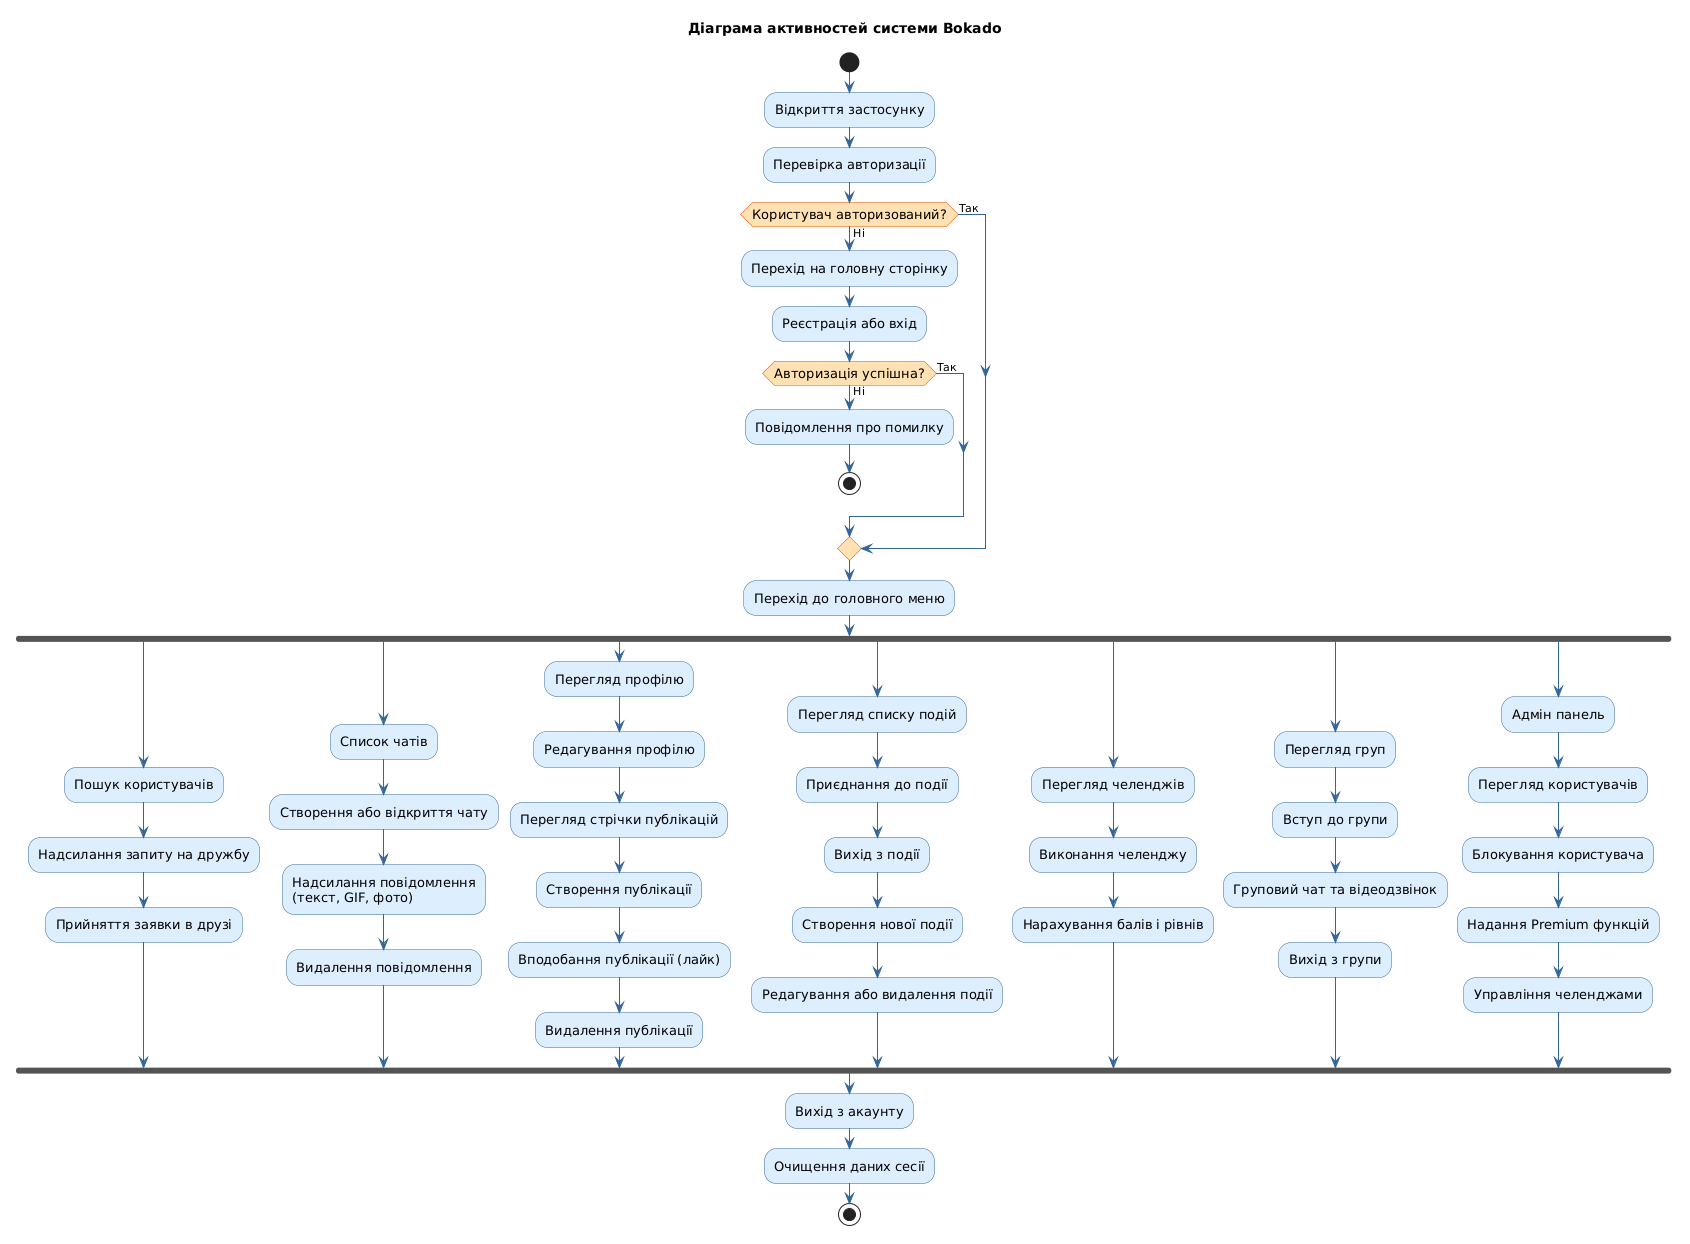 Діаграма активностей системи Bokado
Відкриття застосунку
Перевірка авторизації
Користувач авторизований?
Так
Ні
Перехід на головну сторінку
Реєстрація або вхід
Авторизація успішна?
Так
Ні
Повідомлення про помилку
Перехід до головного меню
Пошук користувачів
Надсилання запиту на дружбу
Прийняття заявки в друзі
Список чатів
Створення або відкриття чату
Надсилання повідомлення
(текст, GIF, фото)
Видалення повідомлення
Перегляд профілю
Редагування профілю
Перегляд стрічки публікацій
Створення публікації
Вподобання публікації (лайк)
Видалення публікації
Перегляд списку подій
Приєднання до події
Вихід з події
Створення нової події
Редагування або видалення події
Перегляд челенджів
Виконання челенджу
Нарахування балів і рівнів
Перегляд груп
Вступ до групи
Груповий чат та відеодзвінок
Вихід з групи
Адмін панель
Перегляд користувачів
Блокування користувача
Надання Premium функцій
Управління челенджами
Вихід з акаунту
Очищення даних сесії